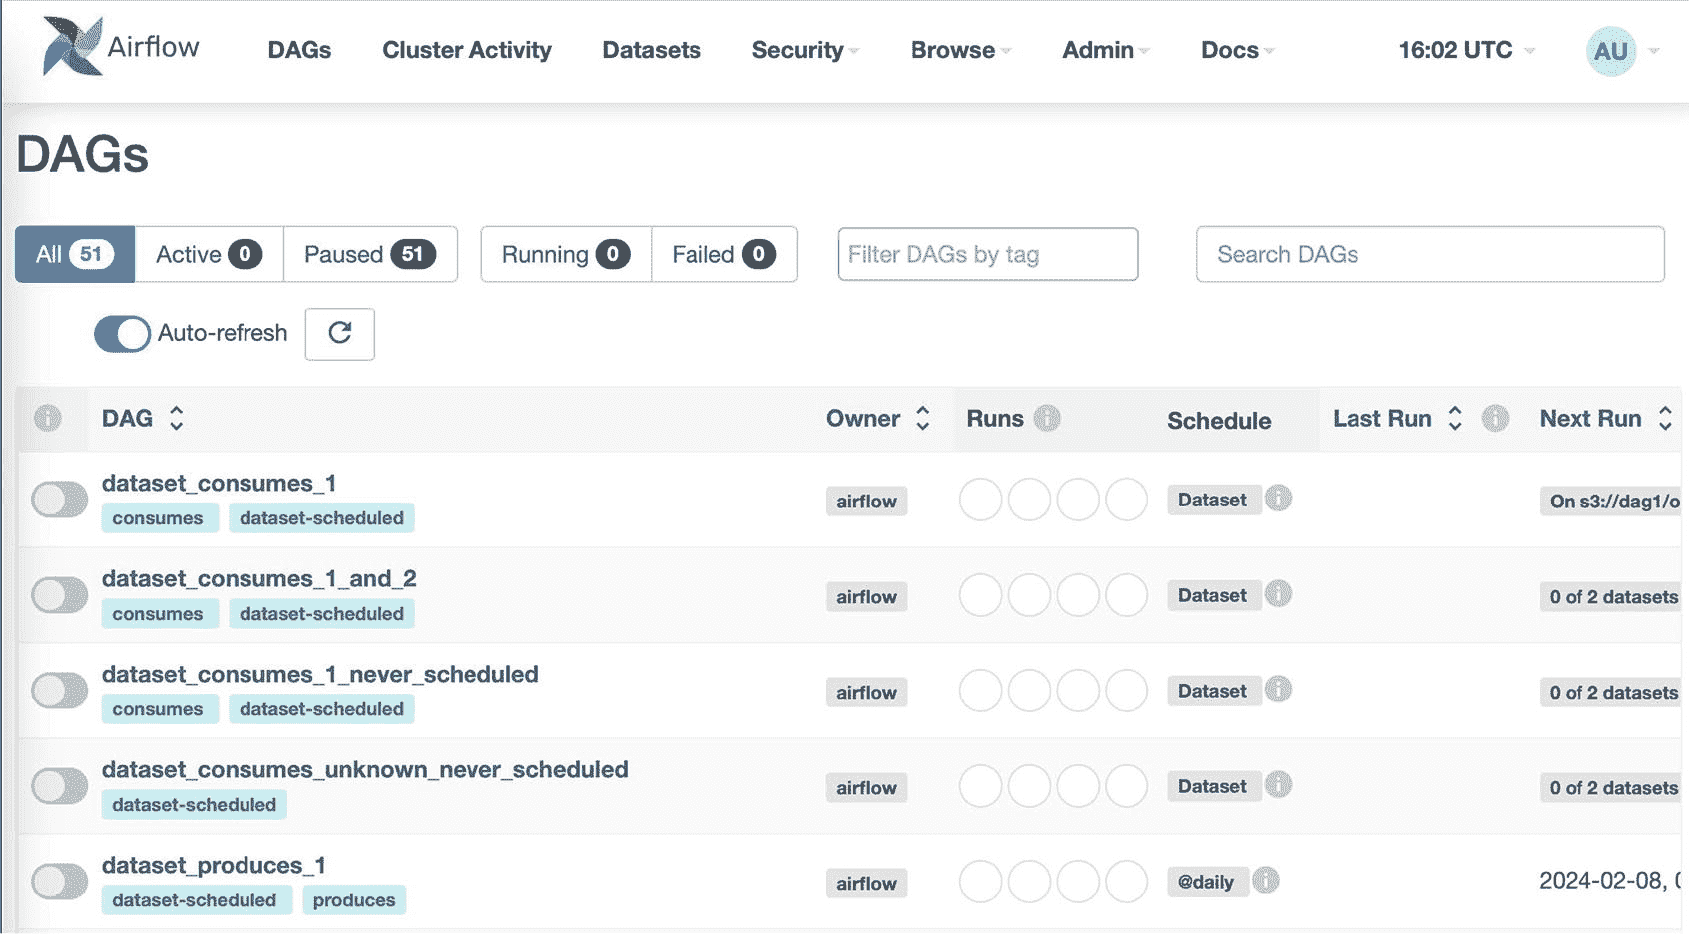 Airflow DAGs Cluster Activity Datasets Security Browse Admin Docs 16:02 UTC AU
DAGs
All 51 Active 0 Paused 51 Running 0 Failed 0 Filter DAGs by tag Search DAGs
Auto-refresh
DAG Owner Runs Schedule Last Run Next Run
dataset_consumes_1
consumes dataset-scheduled airflow Dataset On s3://dag1/o
dataset_consumes_1_and_2
consumes dataset-scheduled airflow Dataset 0 of 2 datasets
dataset_consumes_1_never_scheduled
consumes dataset-scheduled airflow Dataset 0 of 2 datasets
dataset_consumes_unknown_never_scheduled
dataset-scheduled airflow Dataset 0 of 2 datasets
dataset_produces_1
dataset-scheduled produces airflow @daily 2024-02-08,